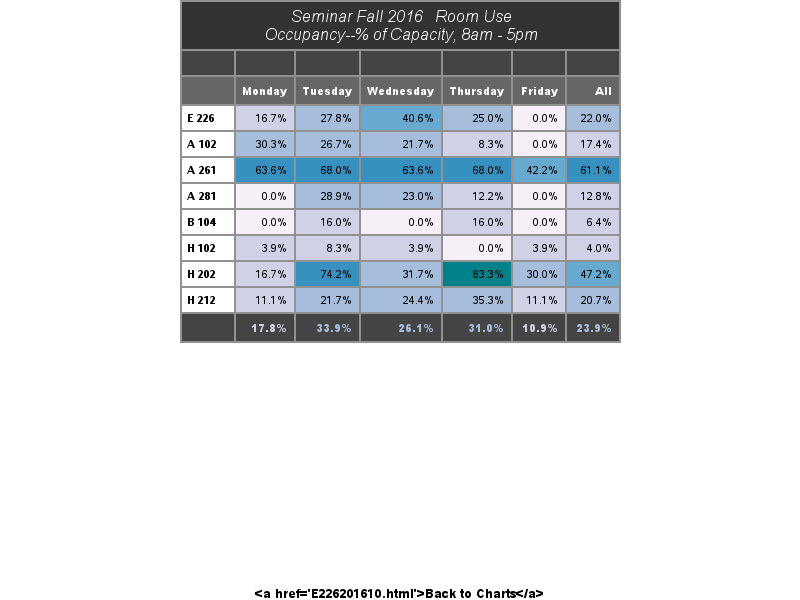 Seminar Fall 2016   Room Use
Occupancy--% of Capacity, 8am - 5pm
Monday Tuesday Wednesday Thursday Friday All
E 226 16.7% 27.8% 40.6% 25.0% 0.0% 22.0%
A 102 30.3% 26.7% 21.7% 8.3% 0.0% 17.4%
A 261 63.6% 68.0% 63.6% 68.0% 42.2% 61.1%
A 281 0.0% 28.9% 23.0% 12.2% 0.0% 12.8%
B 104 0.0% 16.0% 0.0% 16.0% 0.0% 6.4%
H 102 3.9% 8.3% 3.9% 0.0% 3.9% 4.0%
H 202 16.7% 74.2% 31.7% 83.3% 30.0% 47.2%
H 212 11.1% 21.7% 24.4% 35.3% 11.1% 20.7%
17.8% 33.9% 26.1% 31.0% 10.9% 23.9%
<a href='E226201610.html'>Back to Charts</a>